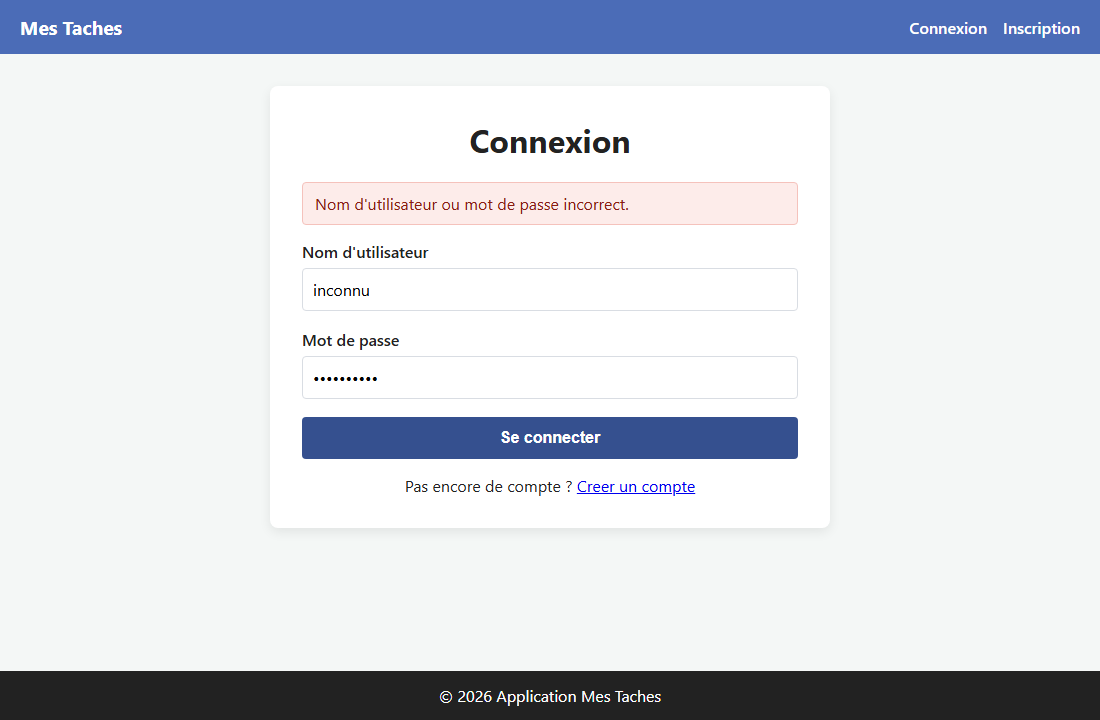 Mes Taches
Connexion Inscription
Connexion
Nom d'utilisateur ou mot de passe incorrect.
Nom d'utilisateur
inconnu
Mot de passe
••••••••••
Se connecter
Pas encore de compte ? Creer un compte
© 2026 Application Mes Taches